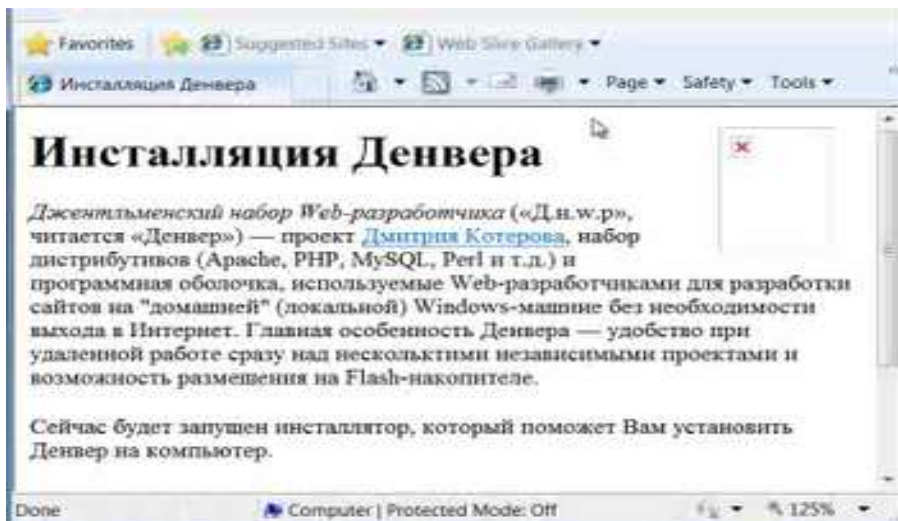 Favorites Suggested Sites Web Slice Gallery
Инсталляция Денвера Page Safety Tools
Инсталляция Денвера
Джентльменский набор Web-разработчика («Д.н.w.р»,
читается «Денвер») — проект Дмитрия Котерова, набор
дистрибутивов (Apache, PHP, MySQL, Perl и т.д.) и
программная оболочка, используемые Web-разработчиками для разработки
сайтов на "домашней" (локальной) Windows-машине без необходимости
выхода в Интернет. Главная особенность Денвера — удобство при
удаленной работе сразу над нескольктими независимыми проектами и
возможность размещения на Flash-накопителе.
Сейчас будет запущен инсталлятор, который поможет Вам установить
Денвер на компьютер.
Done Computer | Protected Mode: Off 125%